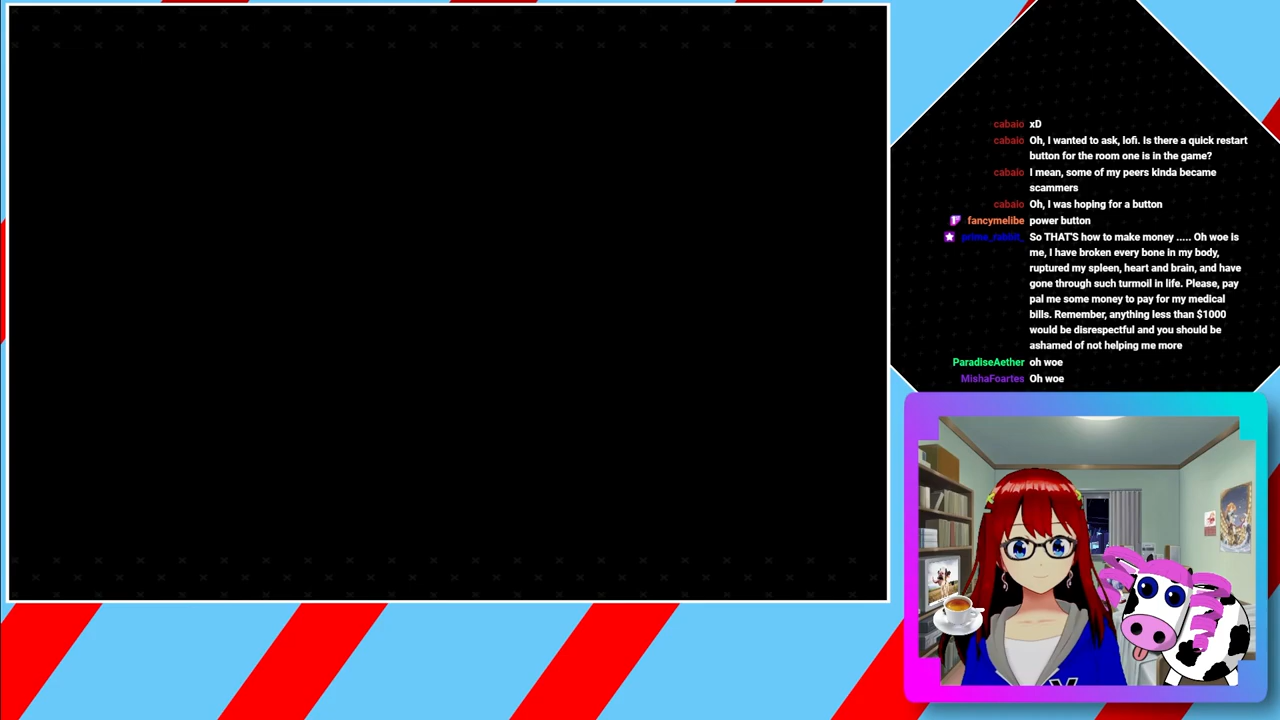 cabaio xD
cabaio Oh, I wanted to ask, lofi. Is there a quick restart
button for the room one is in the game?
cabaio I mean, some of my peers kinda became
scammers
cabaio Oh, I was hoping for a button
fancymelibe power button
prime_rabbit_ So THAT'S how to make money ..... Oh woe is
me, I have broken every bone in my body,
ruptured my spleen, heart and brain, and have
gone through such turmoil in life. Please, pay
pal me some money to pay for my medical
bills. Remember, anything less than $1000
would be disrespectful and you should be
ashamed of not helping me more
ParadiseAether oh woe
MishaFoartes Oh woe